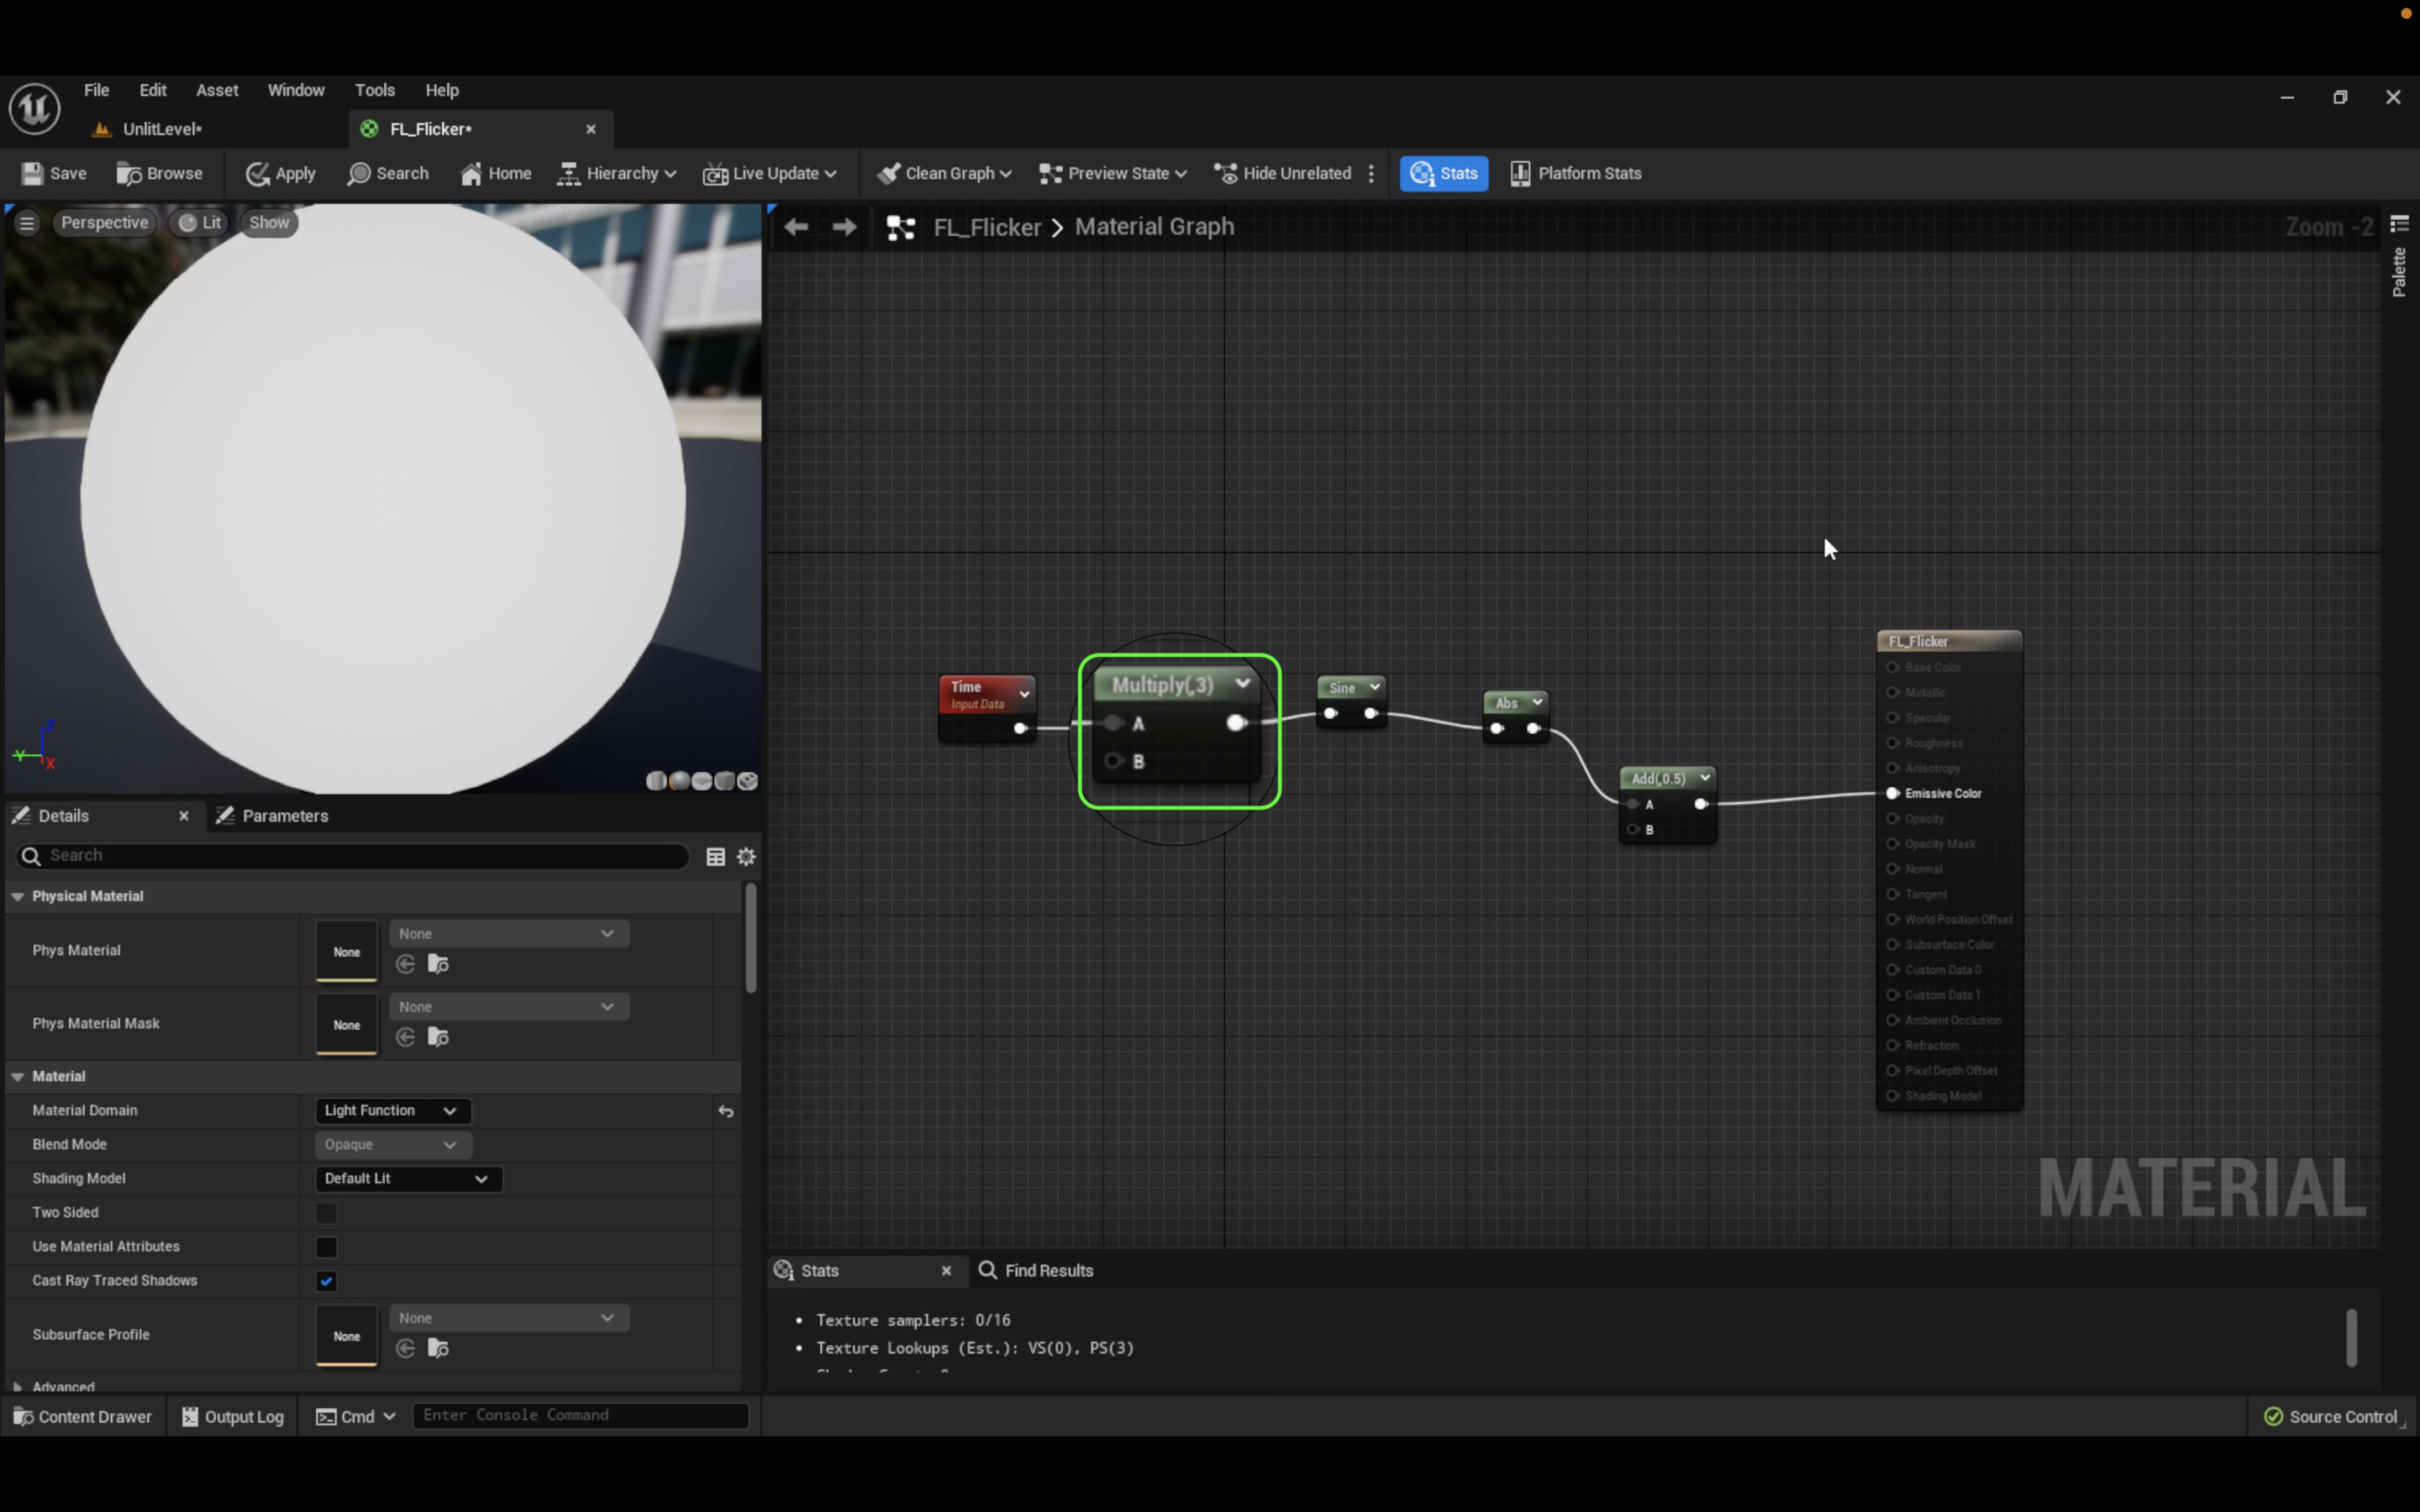 File Edit Asset Window Tools Help
UnlitLevel*
FL_Flicker*
Save Browse Apply Search Home Hierarchy Live Update Clean Graph Preview State Hide Unrelated Stats Platform Stats
Perspective Lit Show
FL_Flicker > Material Graph
Zoom -2
Palette
Time
Input Data
Multiply(,3)
A
B
Sine
Abs
Add(,0.5)
A
B
FL_Flicker
Base Color
Metallic
Specular
Roughness
Anisotropy
Emissive Color
Opacity
Opacity Mask
Normal
Tangent
World Position Offset
Subsurface Color
Custom Data 0
Custom Data 1
Ambient Occlusion
Refraction
Pixel Depth Offset
Shading Model
MATERIAL
Z
Y
X
Details
Parameters
Search
Physical Material
Phys Material
None
None
Phys Material Mask
None
None
Material
Material Domain
Light Function
Blend Mode
Opaque
Shading Model
Default Lit
Two Sided
Use Material Attributes
Cast Ray Traced Shadows
Subsurface Profile
None
None
Advanced
Stats
Find Results
Texture samplers: 0/16
Texture Lookups (Est.): VS(0), PS(3)
Content Drawer
Output Log
Cmd
Enter Console Command
Source Control